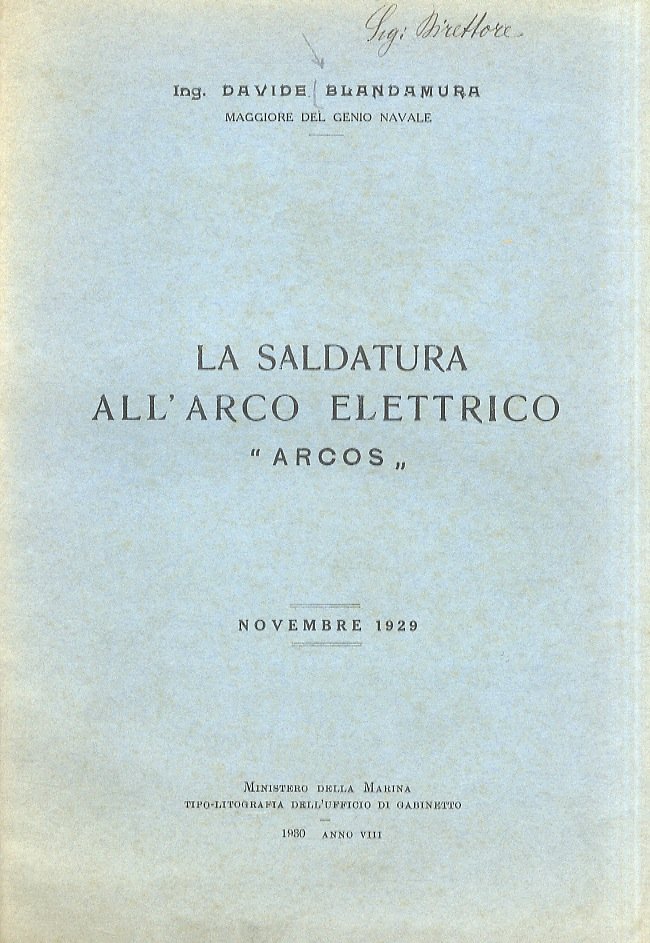 Sig: Direttore
Ing. DAVIDE BLANDAMURA
MAGGIORE DEL GENIO NAVALE
LA SALDATURA
ALL'ARCO ELETTRICO
“ ARCOS „
NOVEMBRE 1929
MINISTERO DELLA MARINA
TIPO-LITOGRAFIA DELL'UFFICIO DI GABINETTO
1930 ANNO VIII